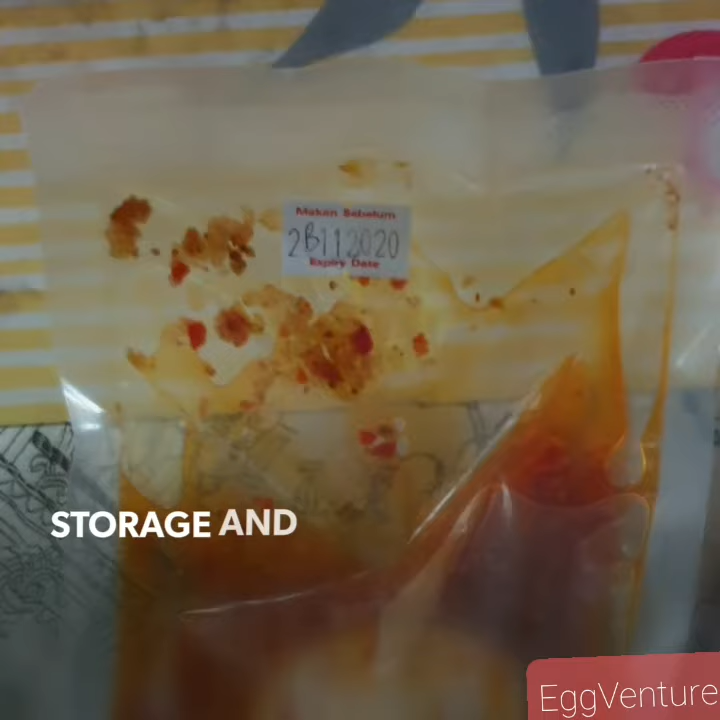 Makan Sebelum
28112020
Expiry Date
STORAGE AND
EggVenture